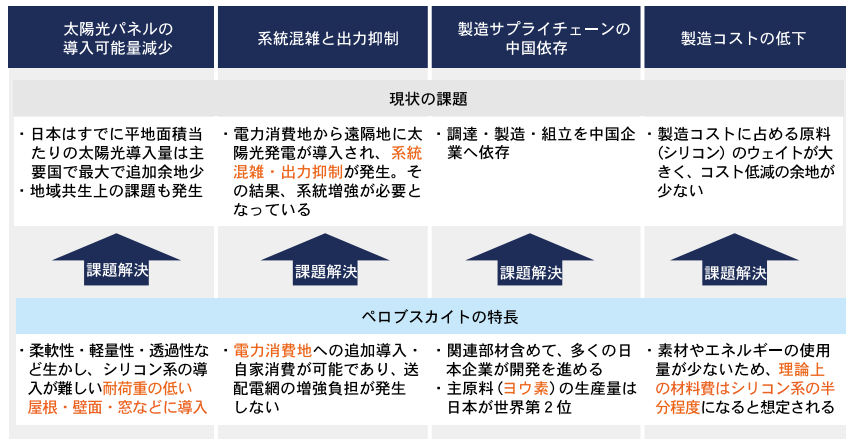 太陽光パネルの
導入可能量減少
系統混雑と出力抑制
製造サプライチェーンの
中国依存
製造コストの低下
現状の課題
・日本はすでに平地面積当
たりの太陽光導入量は主
要国で最大で追加余地少
・地域共生上の課題も発生
・電力消費地から遠隔地に太
陽光発電が導入され、系統
混雑・出力抑制が発生。そ
の結果、系統増強が必要と
なっている
・調達・製造・組立を中国企
業へ依存
・製造コストに占める原料
（シリコン）のウェイトが大
きく、コスト低減の余地が
少ない
課題解決
課題解決
課題解決
課題解決
ペロブスカイトの特長
・柔軟性・軽量性・透過性な
ど生かし、シリコン系の導
入が難しい耐荷重の低い
屋根・壁面・窓などに導入
・電力消費地への追加導入・
自家消費が可能であり、送
配電網の増強負担が発生
しない
・関連部材含めて、多くの日
本企業が開発を進める
・主原料（ヨウ素）の生産量は
日本が世界第２位
・素材やエネルギーの使用
量が少ないため、理論上
の材料費はシリコン系の半
分程度になると想定される